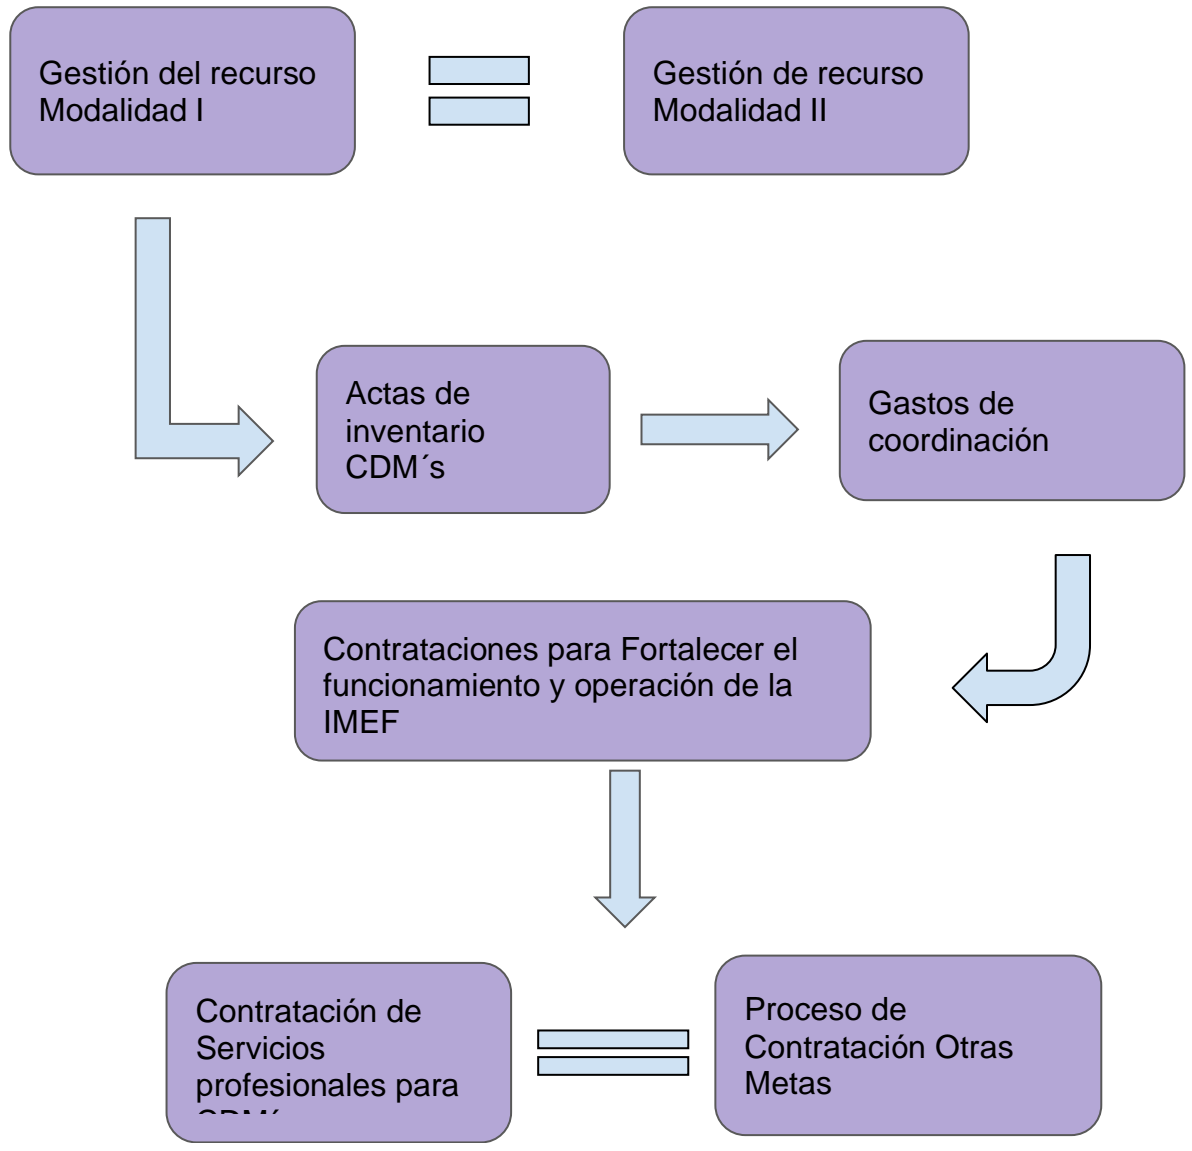 Gestión del recurso
Modalidad I
Gestión de recurso
Modalidad II
Actas de
inventario
CDM´s
Gastos de
coordinación
Contrataciones para Fortalecer el
funcionamiento y operación de la
IMEF
Contratación de
Servicios
profesionales para
Proceso de
Contratación Otras
Metas